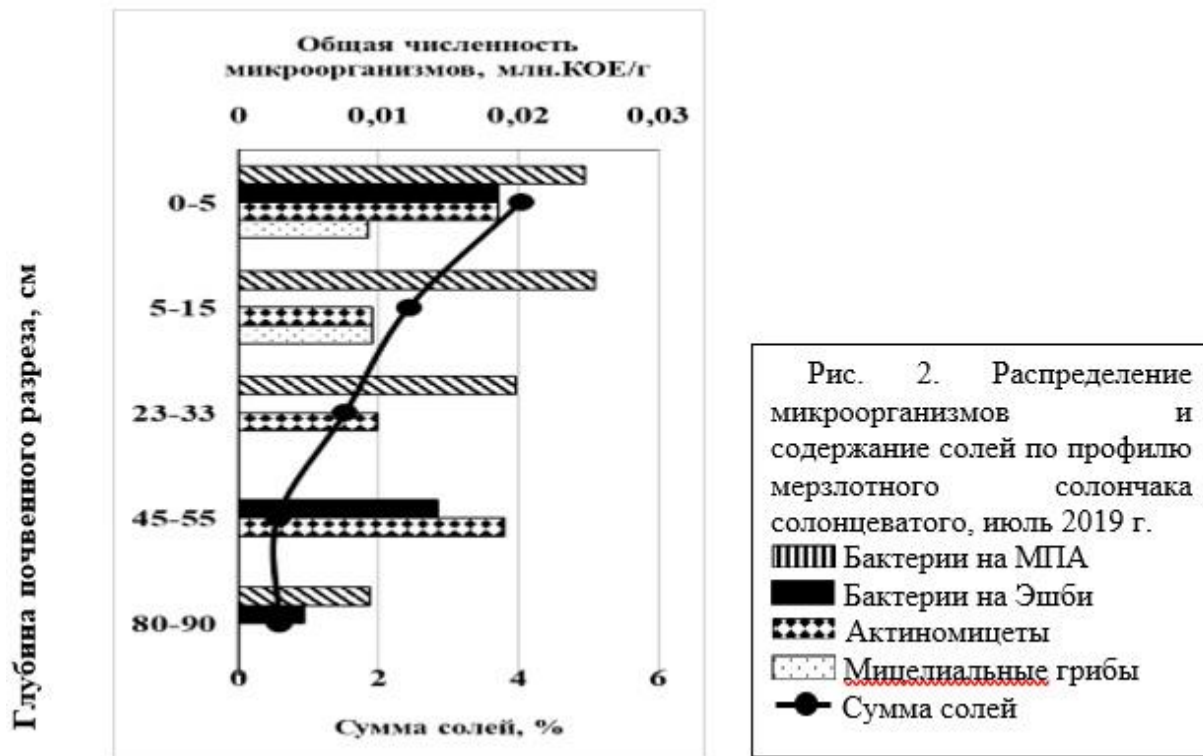 Общая численность
микроорганизмов, млн.КОЕ/г
0 0,01 0,02 0,03
Глубина почвенного разреза, см
0-5
5-15
23-33
45-55
80-90
0 2 4 6
Сумма солей, %
Рис. 2. Распределение
микроорганизмов и
содержание солей по профилю
мерзлотного солончака
солонцеватого, июль 2019 г.
Бактерии на МПА
Бактерии на Эшби
Актиномицеты
Мицелиальные грибы
Сумма солей